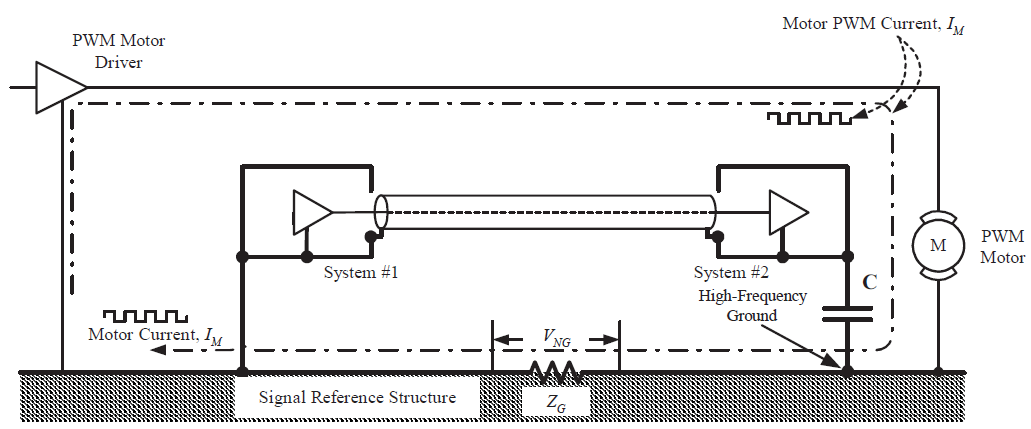 Motor PWM Current, I_M
PWM Motor
Driver
M
PWM
Motor
System #1
System #2
C
High-Frequency
Ground
Motor Current, I_M
V_NG
Signal Reference Structure
Z_G